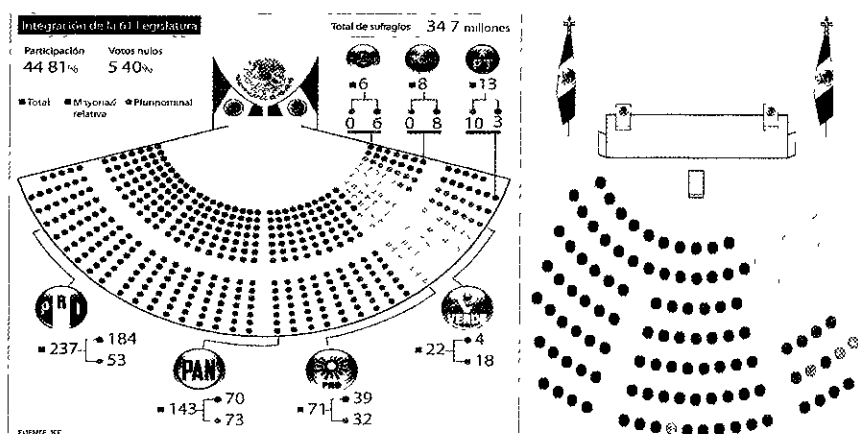 Integración de la 61 Legislatura
Total de sufragios 34 7 millones
Participación
44 81%
Votos nulos
5 40%
Total
Mayoría
relativa
Plurinominal
6
0 6
8
0 8
PT
13
10 3
PRI
237
184
53
PAN
143
70
73
PRD
71
39
32
22
4
18